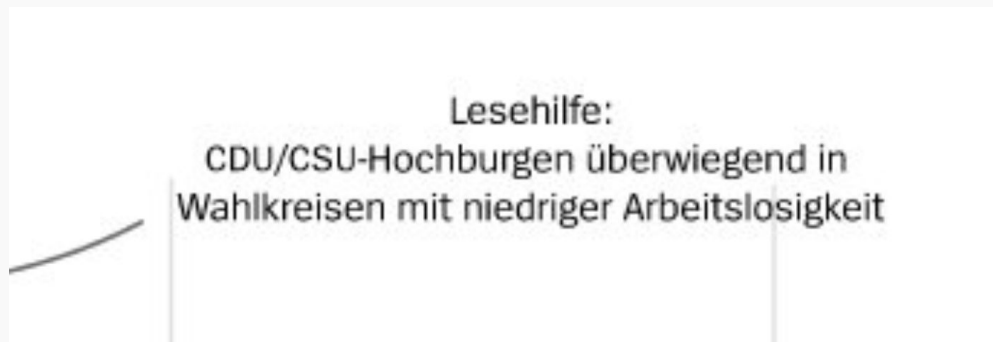 Lesehilfe:
CDU/CSU-Hochburgen überwiegend in
Wahlkreisen mit niedriger Arbeitslosigkeit